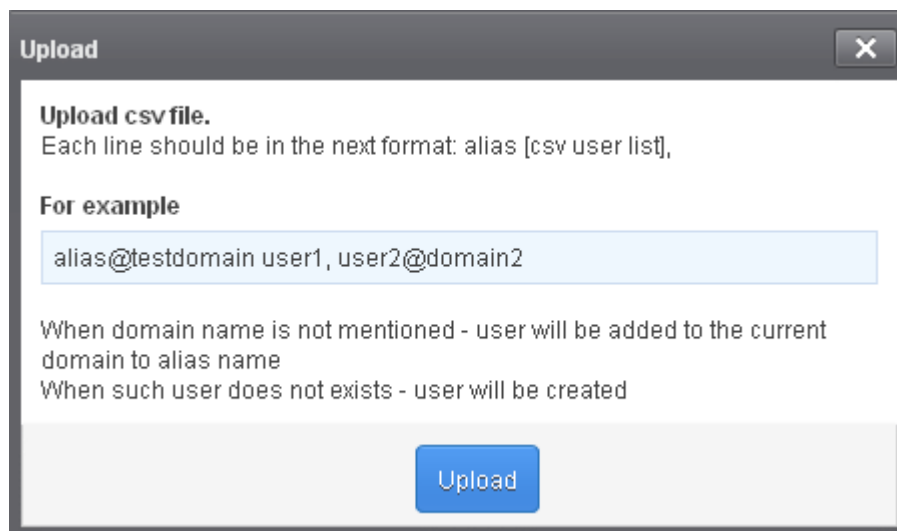 Upload
Upload csv file.
Each line should be in the next format: alias [csv user list],
For example
alias@testdomain user1, user2@domain2
When domain name is not mentioned - user will be added to the current
domain to alias name
When such user does not exists - user will be created
Upload